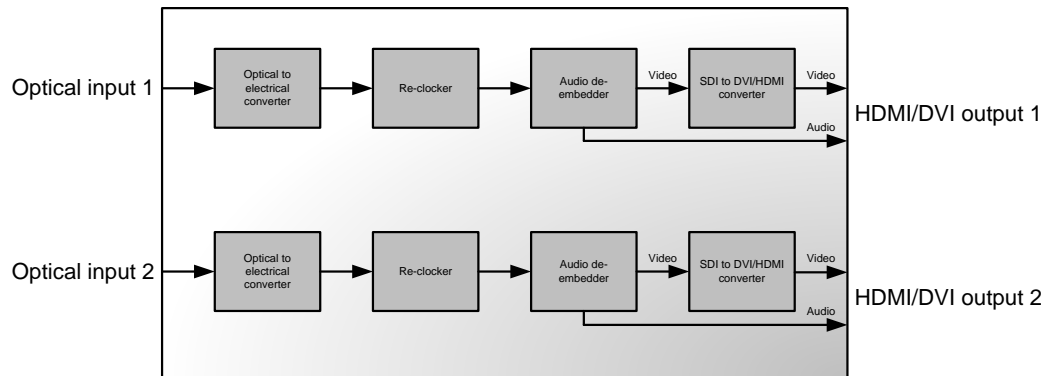 Optical input 1
Optical to
electrical
converter
Re-clocker
Audio de-
embedder
Video
SDI to DVI/HDMI
converter
Video
Audio
HDMI/DVI output 1
Optical input 2
Optical to
electrical
converter
Re-clocker
Audio de-
embedder
Video
SDI to DVI/HDMI
converter
Video
Audio
HDMI/DVI output 2